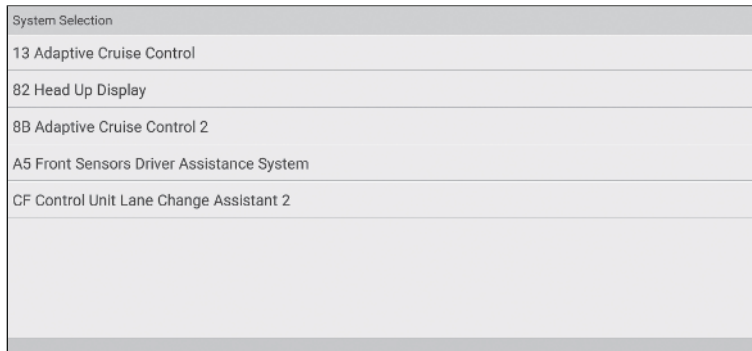 System Selection
13 Adaptive Cruise Control
82 Head Up Display
8B Adaptive Cruise Control 2
A5 Front Sensors Driver Assistance System
CF Control Unit Lane Change Assistant 2